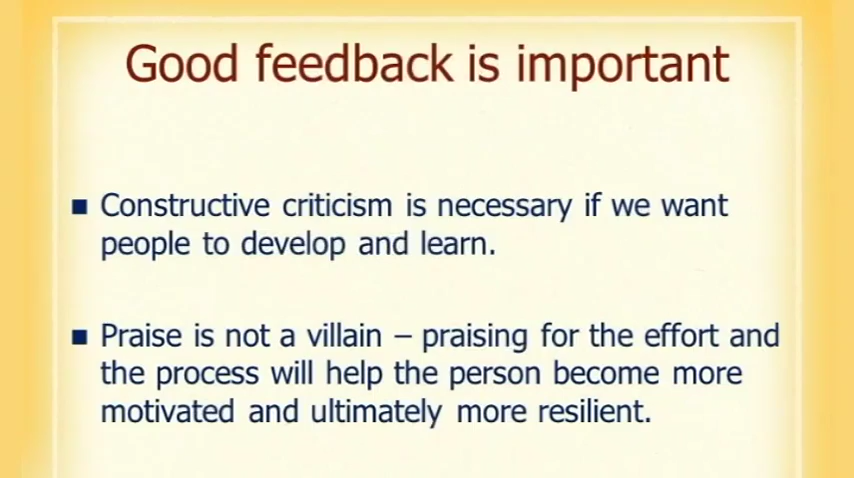 Good feedback is important
■ Constructive criticism is necessary if we want
people to develop and learn.
■ Praise is not a villain – praising for the effort and
the process will help the person become more
motivated and ultimately more resilient.